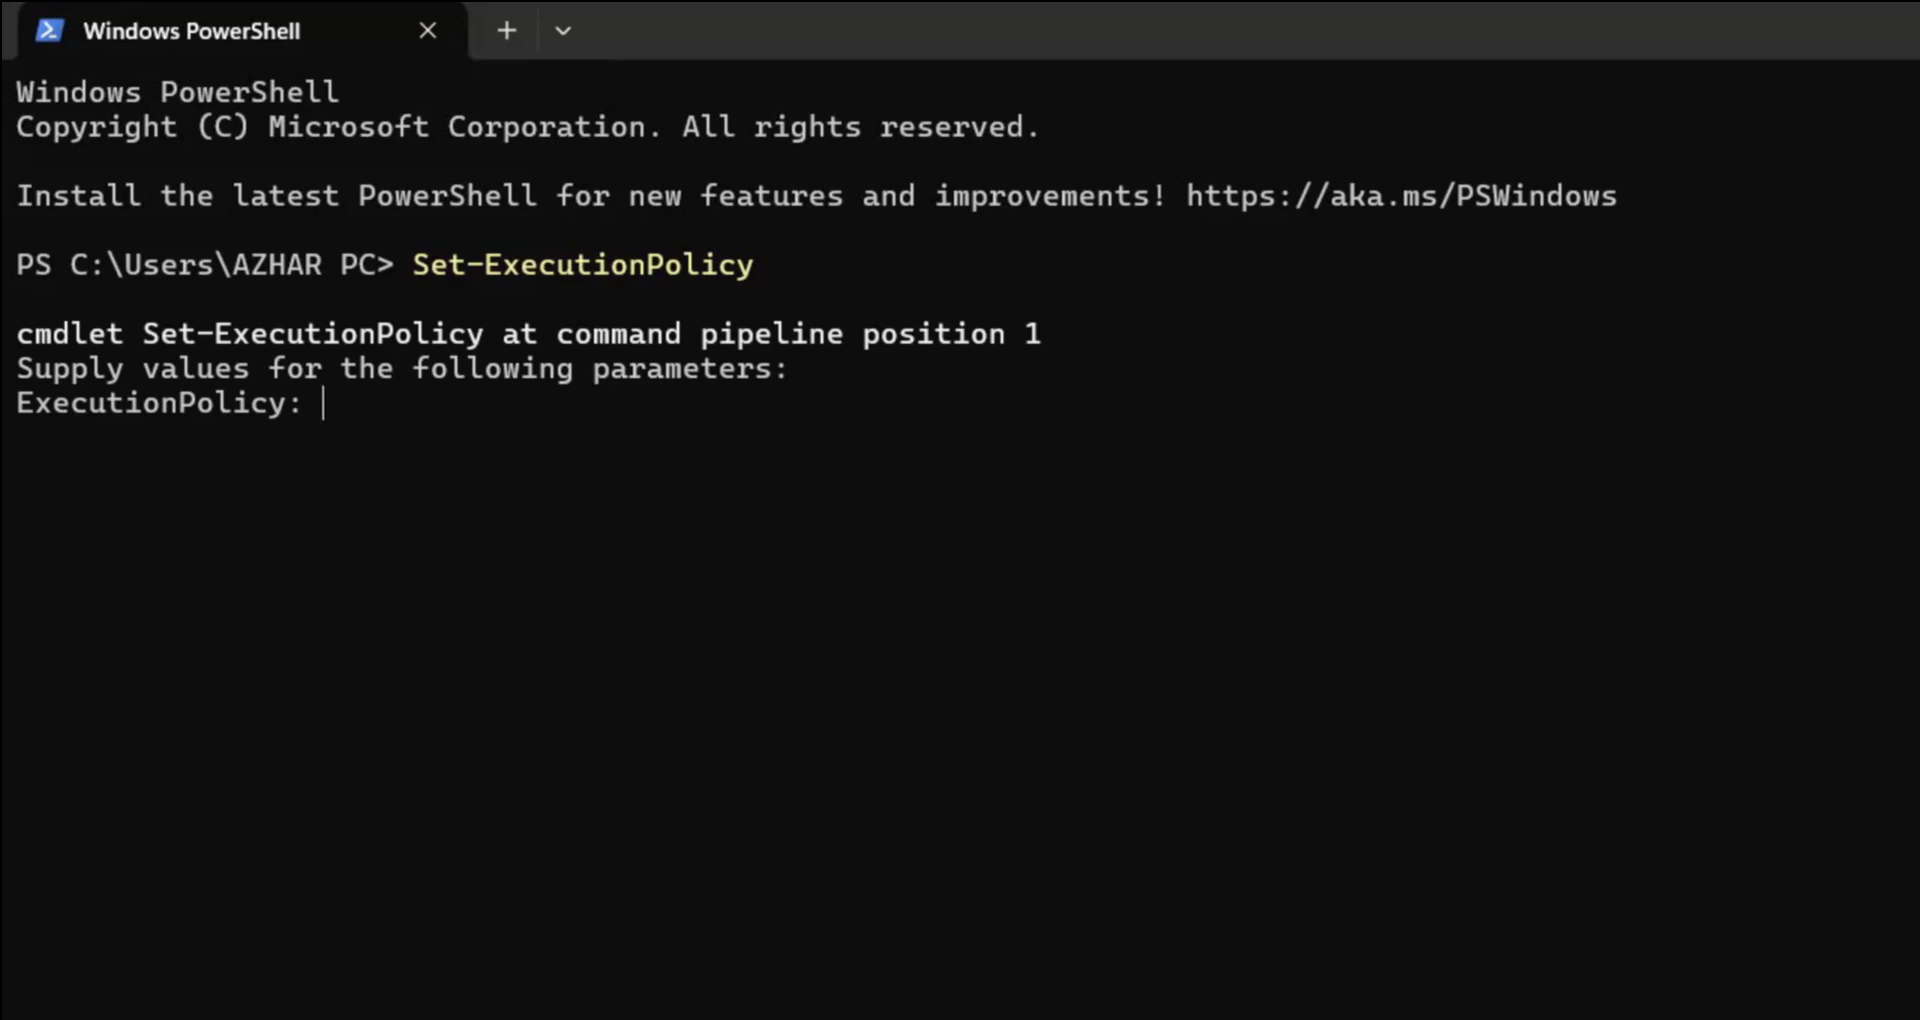 Windows PowerShell
Windows PowerShell
Copyright (C) Microsoft Corporation. All rights reserved.
Install the latest PowerShell for new features and improvements! https://aka.ms/PSWindows
PS C:\Users\AZHAR PC> Set-ExecutionPolicy
cmdlet Set-ExecutionPolicy at command pipeline position 1
Supply values for the following parameters:
ExecutionPolicy: